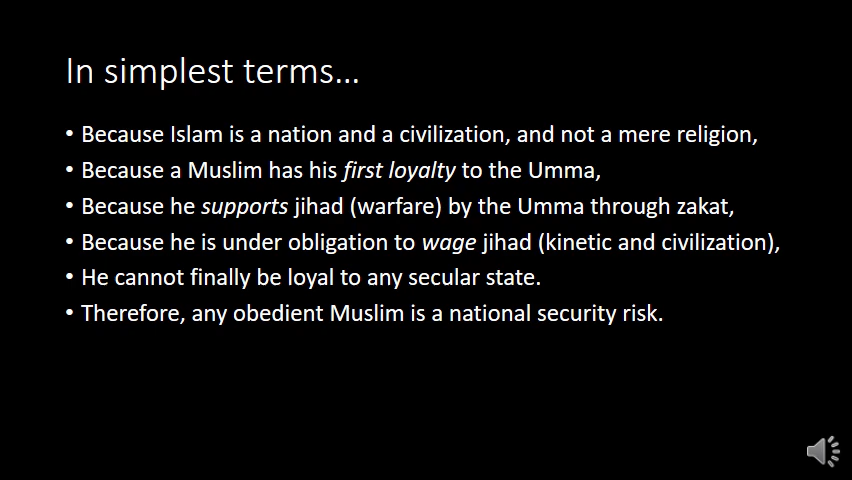 In simplest terms…
• Because Islam is a nation and a civilization, and not a mere religion,
• Because a Muslim has his first loyalty to the Umma,
• Because he supports jihad (warfare) by the Umma through zakat,
• Because he is under obligation to wage jihad (kinetic and civilization),
• He cannot finally be loyal to any secular state.
• Therefore, any obedient Muslim is a national security risk.